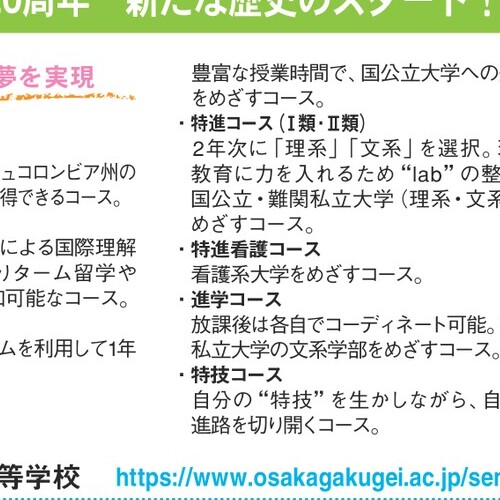 0周年 新たな歴史のスタート！
夢を実現
ュコロンビア州の
得できるコース。
による国際理解
リターム留学や
可能なコース。
ムを利用して1年
豊富な授業時間で、国公立大学への
をめざすコース。
・特進コース（Ⅰ類・Ⅱ類）
2年次に「理系」「文系」を選択。
教育に力を入れるため“lab”の整
国公立・難関私立大学（理系・文系
めざすコース。
・特進看護コース
看護系大学をめざすコース。
・進学コース
放課後は各自でコーディネート可能。
私立大学の文系学部をめざすコース。
・特技コース
自分の“特技”を生かしながら、自
進路を切り開くコース。
等学校 https://www.osakagakugei.ac.jp/sen